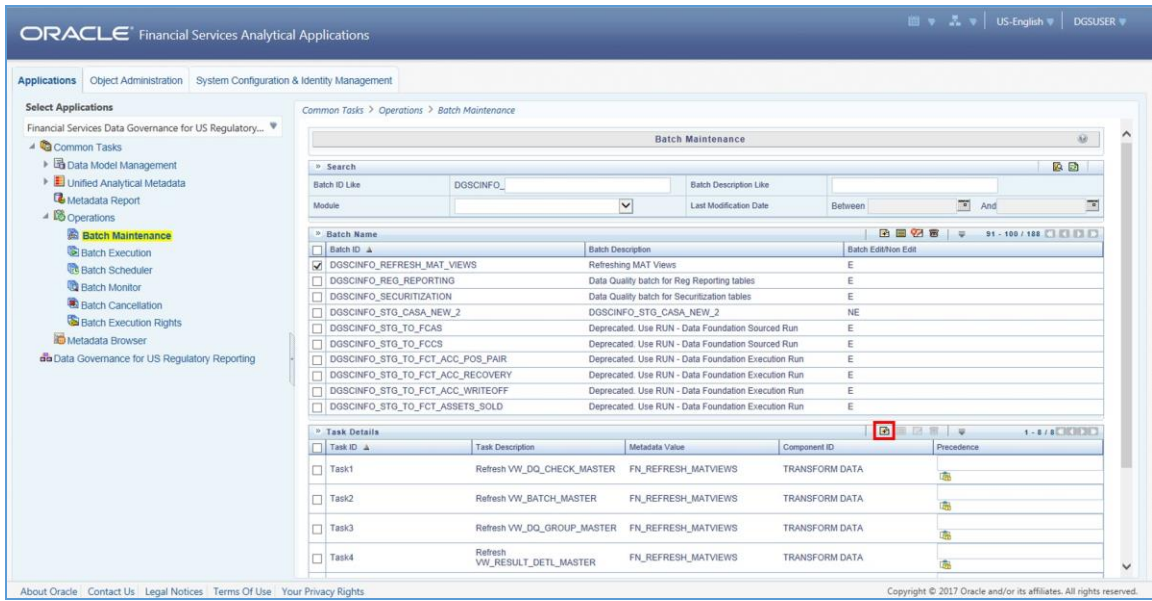 ORACLE Financial Services Analytical Applications
US-English
DGSUSER
Applications
Object Administration
System Configuration & Identity Management
Select Applications
Financial Services Data Governance for US Regulatory...
Common Tasks
Data Model Management
Unified Analytical Metadata
Metadata Report
Operations
Batch Maintenance
Batch Execution
Batch Scheduler
Batch Monitor
Batch Cancellation
Batch Execution Rights
Metadata Browser
Data Governance for US Regulatory Reporting
Common Tasks > Operations > Batch Maintenance
Batch Maintenance
» Search
Batch ID Like DGSCINFO_ Batch Description Like
Module Last Modification Date Between And
» Batch Name 91 - 100 / 188
Batch ID Batch Description Batch Edit/Non Edit
DGSCINFO_REFRESH_MAT_VIEWS Refreshing MAT Views E
DGSCINFO_REG_REPORTING Data Quality batch for Reg Reporting tables E
DGSCINFO_SECURITIZATION Data Quality batch for Securitization tables E
DGSCINFO_STG_CASA_NEW_2 DGSCINFO_STG_CASA_NEW_2 NE
DGSCINFO_STG_TO_FCAS Deprecated. Use RUN - Data Foundation Sourced Run E
DGSCINFO_STG_TO_FCCS Deprecated. Use RUN - Data Foundation Sourced Run E
DGSCINFO_STG_TO_FCT_ACC_POS_PAIR Deprecated. Use RUN - Data Foundation Execution Run E
DGSCINFO_STG_TO_FCT_ACC_RECOVERY Deprecated. Use RUN - Data Foundation Execution Run E
DGSCINFO_STG_TO_FCT_ACC_WRITEOFF Deprecated. Use RUN - Data Foundation Execution Run E
DGSCINFO_STG_TO_FCT_ASSETS_SOLD Deprecated. Use RUN - Data Foundation Execution Run E
» Task Details 1 - 8 / 8
Task ID Task Description Metadata Value Component ID Precedence
Task1 Refresh VW_DQ_CHECK_MASTER FN_REFRESH_MATVIEWS TRANSFORM DATA
Task2 Refresh VW_BATCH_MASTER FN_REFRESH_MATVIEWS TRANSFORM DATA
Task3 Refresh VW_DQ_GROUP_MASTER FN_REFRESH_MATVIEWS TRANSFORM DATA
Task4 Refresh VW_RESULT_DETL_MASTER FN_REFRESH_MATVIEWS TRANSFORM DATA
About Oracle Contact Us Legal Notices Terms Of Use Your Privacy Rights
Copyright © 2017 Oracle and/or its affiliates. All rights reserved.